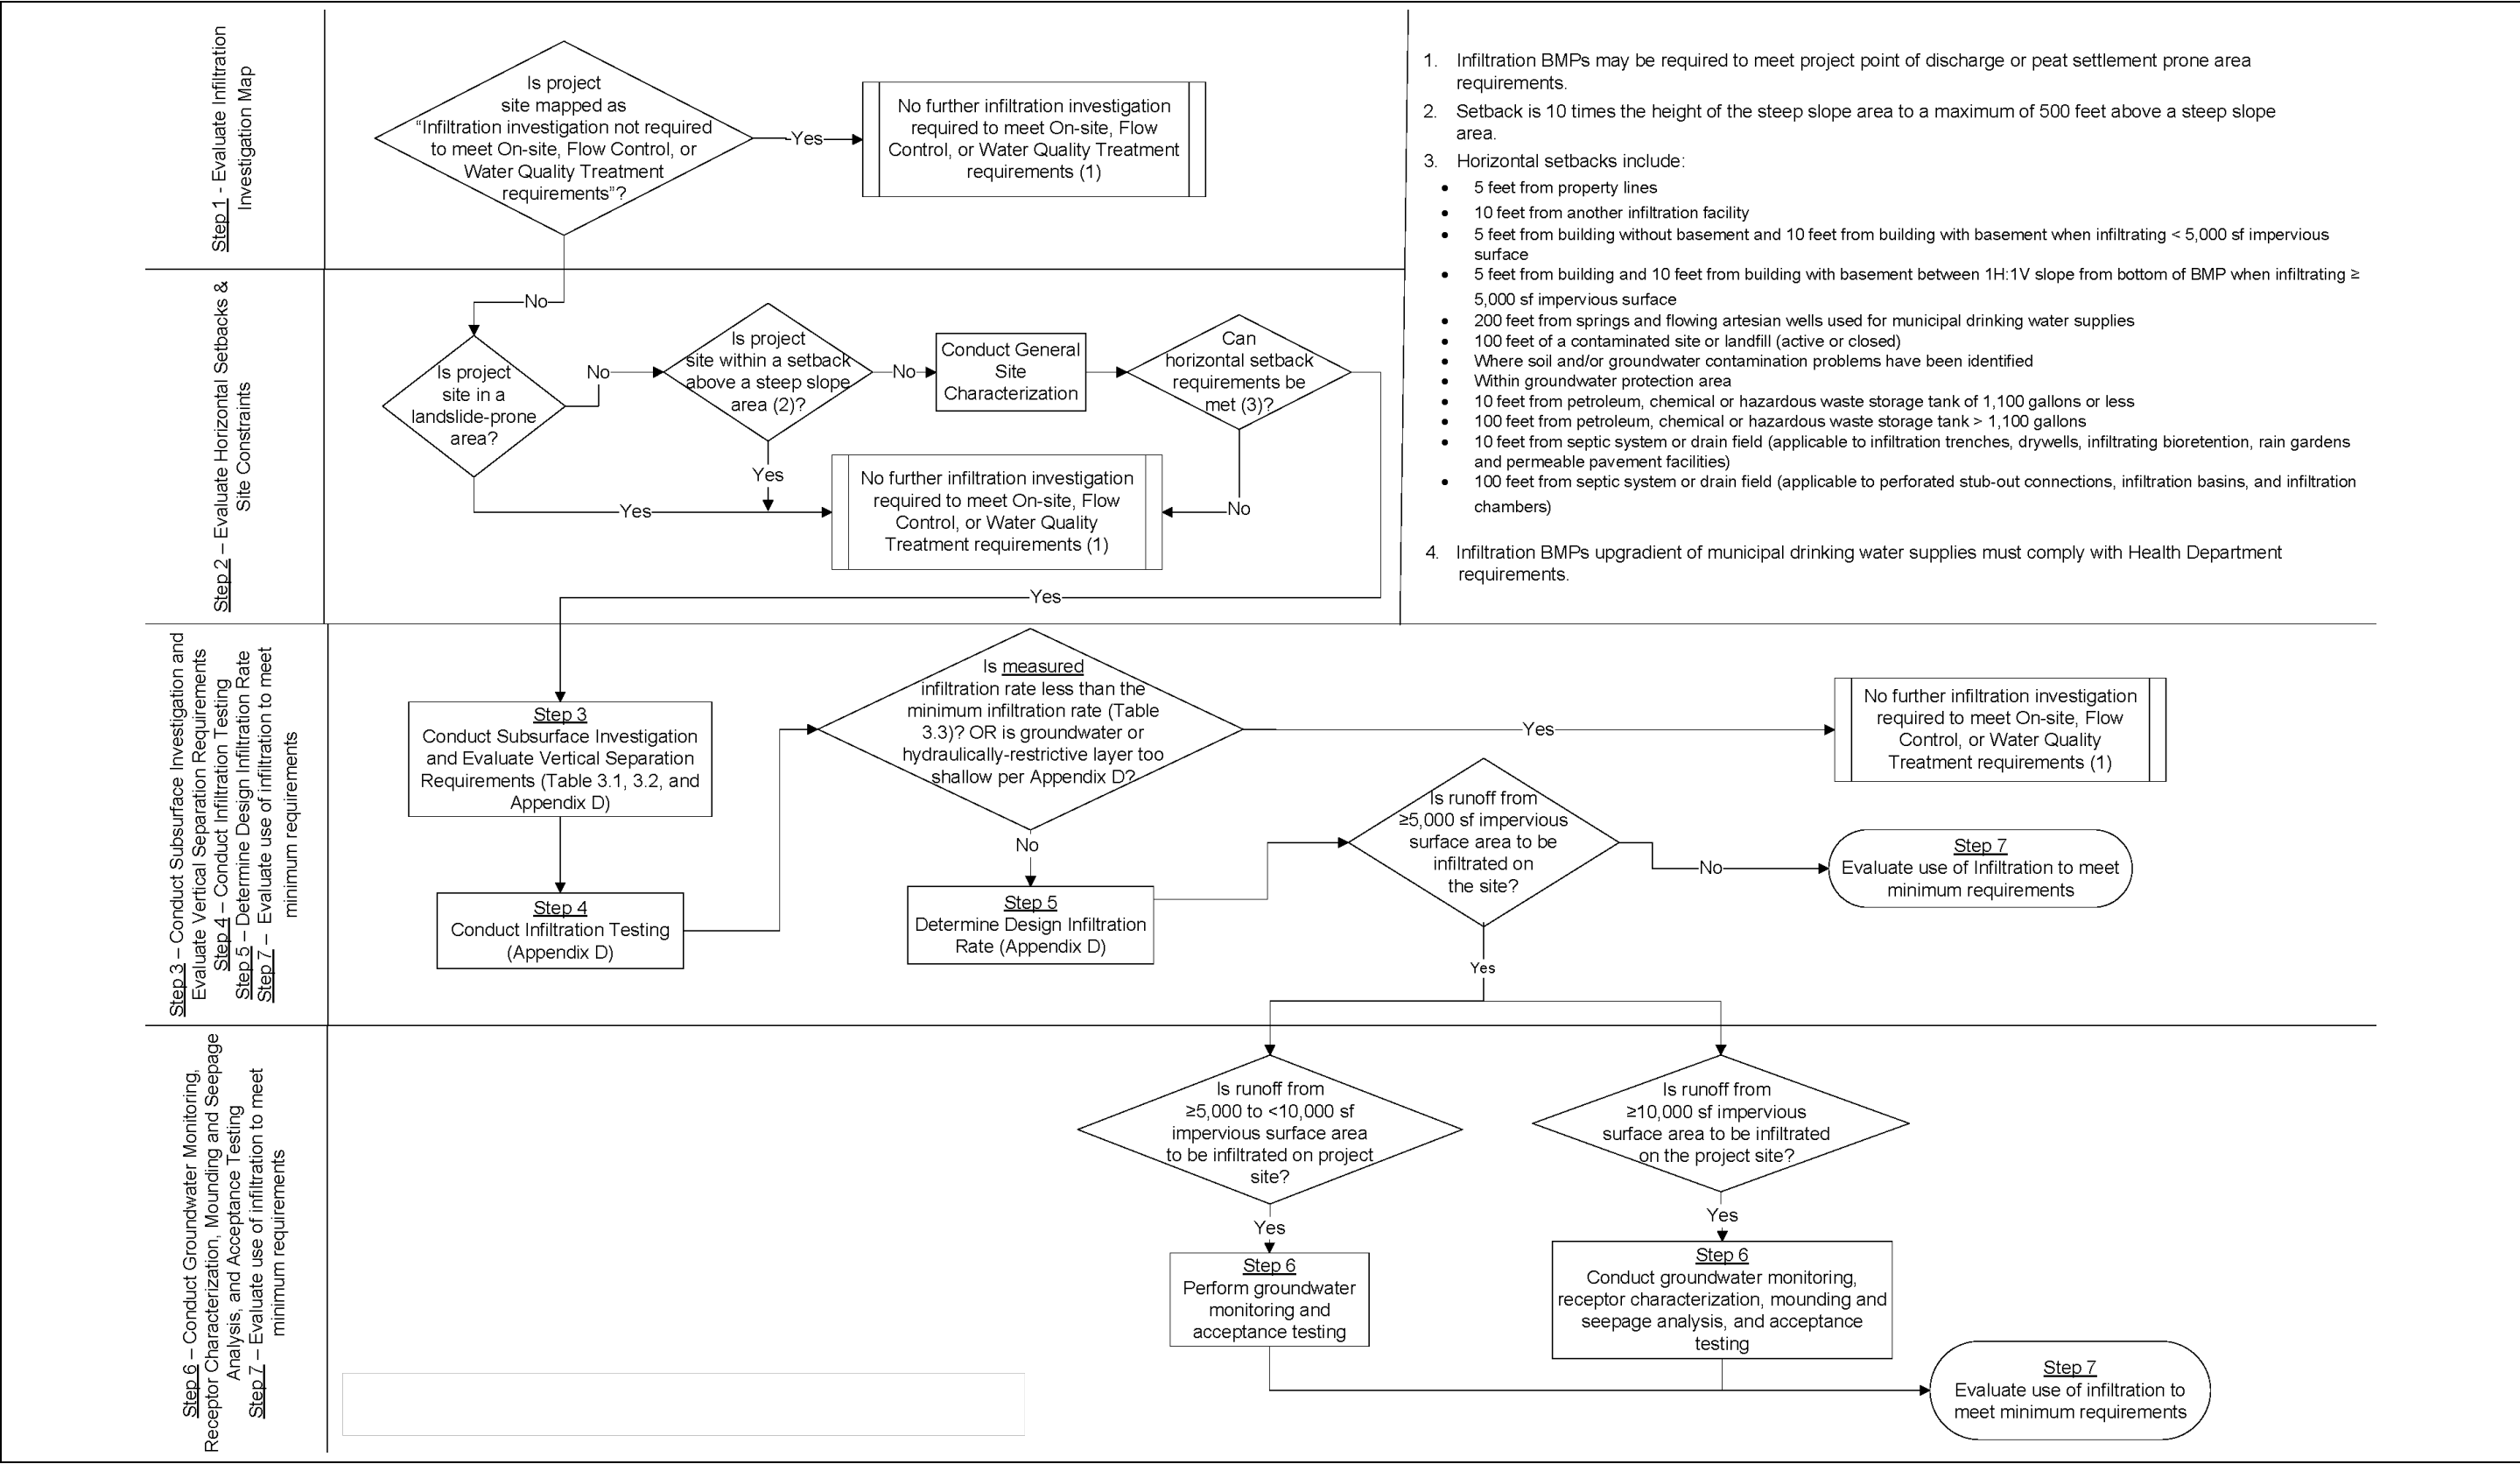 Step 1 - Evaluate Infiltration
Investigation Map
Is project
site mapped as
“Infiltration investigation not required
to meet On-site, Flow Control, or
Water Quality Treatment
requirements”?
Yes
No further infiltration investigation
required to meet On-site, Flow
Control, or Water Quality Treatment
requirements (1)
No
Step 2 – Evaluate Horizontal Setbacks &
Site Constraints
Is project
site in a
landslide-prone
area?
No
Is project
site within a setback
above a steep slope
area (2)?
No
Conduct General
Site
Characterization
Can
horizontal setback
requirements be
met (3)?
Yes
Yes
No further infiltration investigation
required to meet On-site, Flow
Control, or Water Quality
Treatment requirements (1)
No
Yes
1. Infiltration BMPs may be required to meet project point of discharge or peat settlement prone area
requirements.
2. Setback is 10 times the height of the steep slope area to a maximum of 500 feet above a steep slope
area.
3. Horizontal setbacks include:
• 5 feet from property lines
• 10 feet from another infiltration facility
• 5 feet from building without basement and 10 feet from building with basement when infiltrating < 5,000 sf impervious
surface
• 5 feet from building and 10 feet from building with basement between 1H:1V slope from bottom of BMP when infiltrating ≥
5,000 sf impervious surface
• 200 feet from springs and flowing artesian wells used for municipal drinking water supplies
• 100 feet of a contaminated site or landfill (active or closed)
• Where soil and/or groundwater contamination problems have been identified
• Within groundwater protection area
• 10 feet from petroleum, chemical or hazardous waste storage tank of 1,100 gallons or less
• 100 feet from petroleum, chemical or hazardous waste storage tank > 1,100 gallons
• 10 feet from septic system or drain field (applicable to infiltration trenches, drywells, infiltrating bioretention, rain gardens
and permeable pavement facilities)
• 100 feet from septic system or drain field (applicable to perforated stub-out connections, infiltration basins, and infiltration
chambers)
4. Infiltration BMPs upgradient of municipal drinking water supplies must comply with Health Department
requirements.
Step 3 – Conduct Subsurface Investigation and
Evaluate Vertical Separation Requirements
Step 4 – Conduct Infiltration Testing
Step 5 – Determine Design Infiltration Rate
Step 7 – Evaluate use of infiltration to meet
minimum requirements
Step 3
Conduct Subsurface Investigation
and Evaluate Vertical Separation
Requirements (Table 3.1, 3.2, and
Appendix D)
Step 4
Conduct Infiltration Testing
(Appendix D)
Is measured
infiltration rate less than the
minimum infiltration rate (Table
3.3)? OR is groundwater or
hydraulically-restrictive layer too
shallow per Appendix D?
Yes
No further infiltration investigation
required to meet On-site, Flow
Control, or Water Quality
Treatment requirements (1)
No
Step 5
Determine Design Infiltration
Rate (Appendix D)
Is runoff from
≥5,000 sf impervious
surface area to be
infiltrated on
the site?
No
Step 7
Evaluate use of Infiltration to meet
minimum requirements
Yes
Step 6 – Conduct Groundwater Monitoring,
Receptor Characterization, Mounding and Seepage
Analysis, and Acceptance Testing
Step 7 – Evaluate use of infiltration to meet
minimum requirements
Is runoff from
≥5,000 to <10,000 sf
impervious surface area
to be infiltrated on project
site?
Yes
Step 6
Perform groundwater
monitoring and
acceptance testing
Is runoff from
≥10,000 sf impervious
surface area to be infiltrated
on the project site?
Yes
Step 6
Conduct groundwater monitoring,
receptor characterization, mounding and
seepage analysis, and acceptance
testing
Step 7
Evaluate use of infiltration to
meet minimum requirements